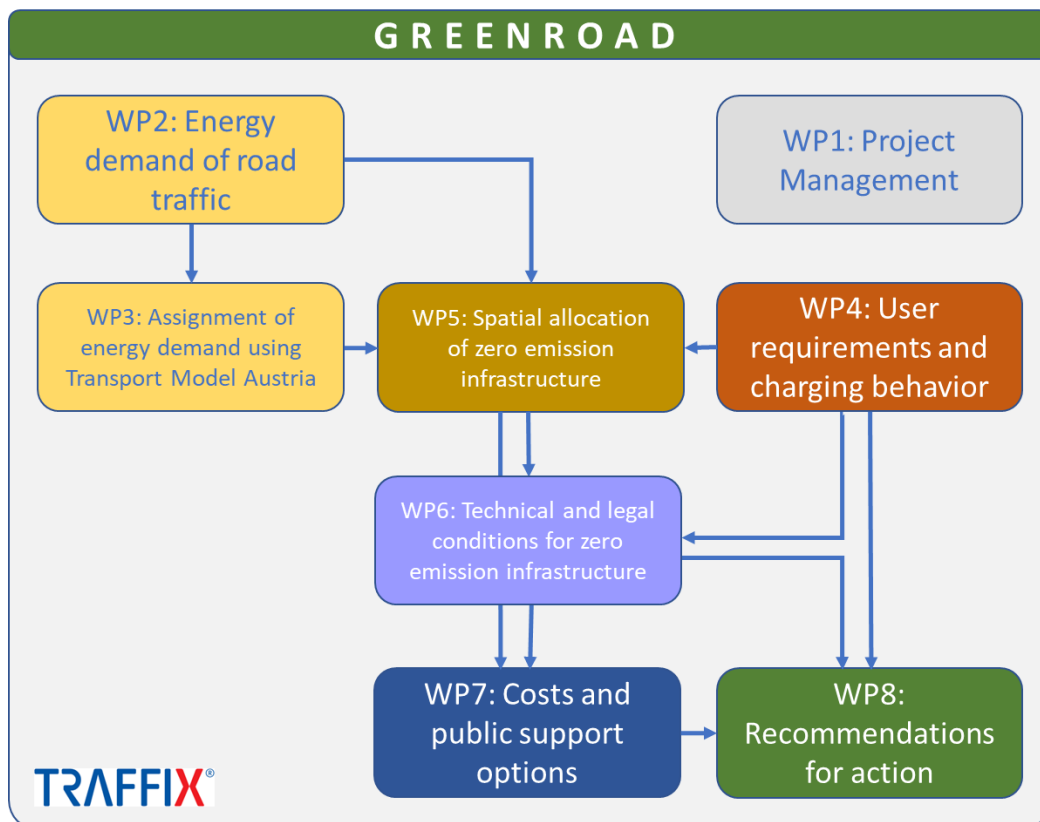 GREENROAD
WP2: Energy
demand of road
traffic
WP1: Project
Management
WP3: Assignment of
energy demand using
Transport Model Austria
WP5: Spatial allocation
of zero emission
infrastructure
WP4: User
requirements and
charging behavior
WP6: Technical and legal
conditions for zero
emission infrastructure
WP7: Costs and
public support
options
WP8:
Recommendations
for action
TRAFFIX®